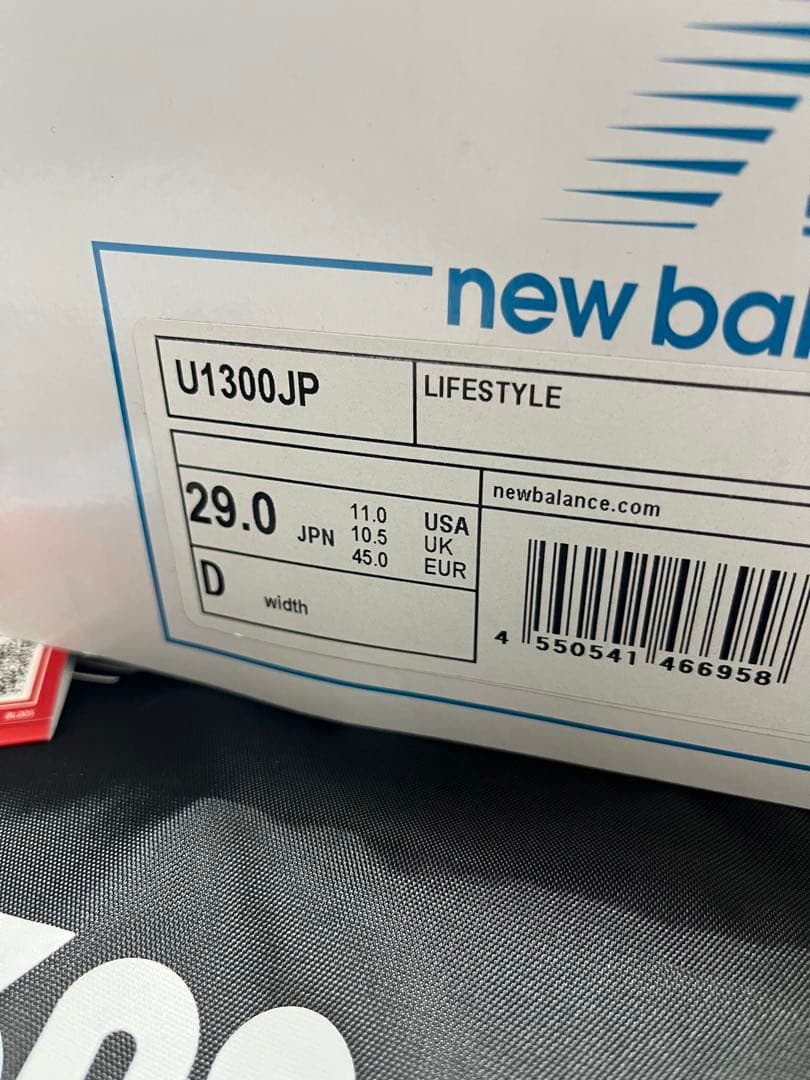 new bal
U1300JP
LIFESTYLE
29.0
JPN
11.0 USA
10.5 UK
45.0 EUR
D
width
newbalance.com
4 550541 466958